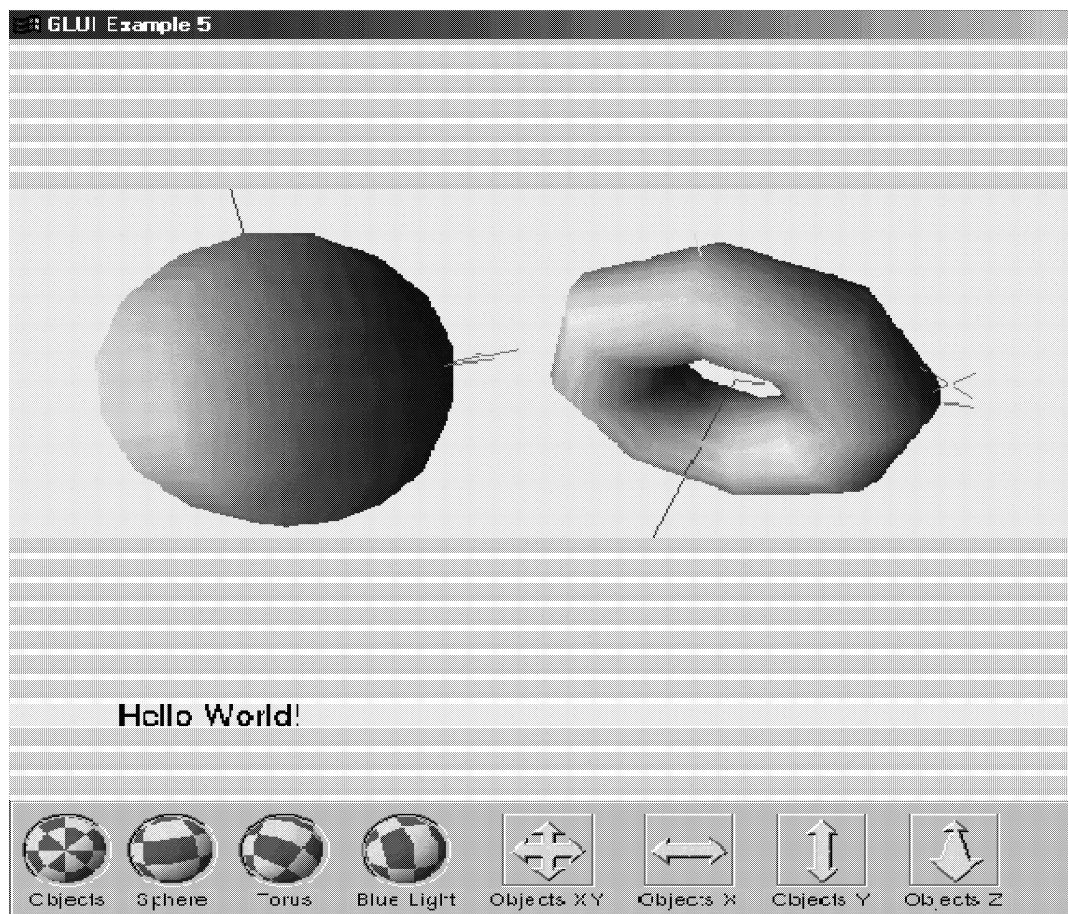 GLUI Example 5
Hello World!
Objects Sphere Torus Blue Light Objects XY Objects X Objects Y Objects Z